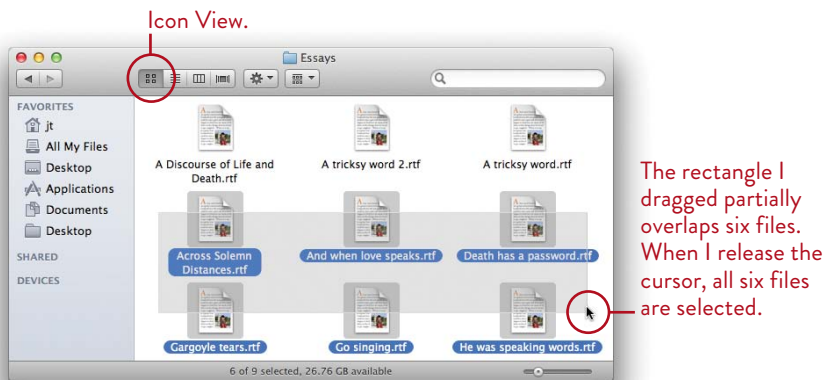 Icon View.
Essays
FAVORITES
jt
All My Files
Desktop
Applications
Documents
Desktop
SHARED
DEVICES
A Discourse of Life and
Death.rtf
A tricksy word 2.rtf
A tricksy word.rtf
Across Solemn
Distances.rtf
And when love speaks.rtf
Death has a password.rtf
Gargoyle tears.rtf
Go singing.rtf
He was speaking words.rtf
6 of 9 selected, 26.76 GB available
The rectangle I
dragged partially
overlaps six files.
When I release the
cursor, all six files
are selected.